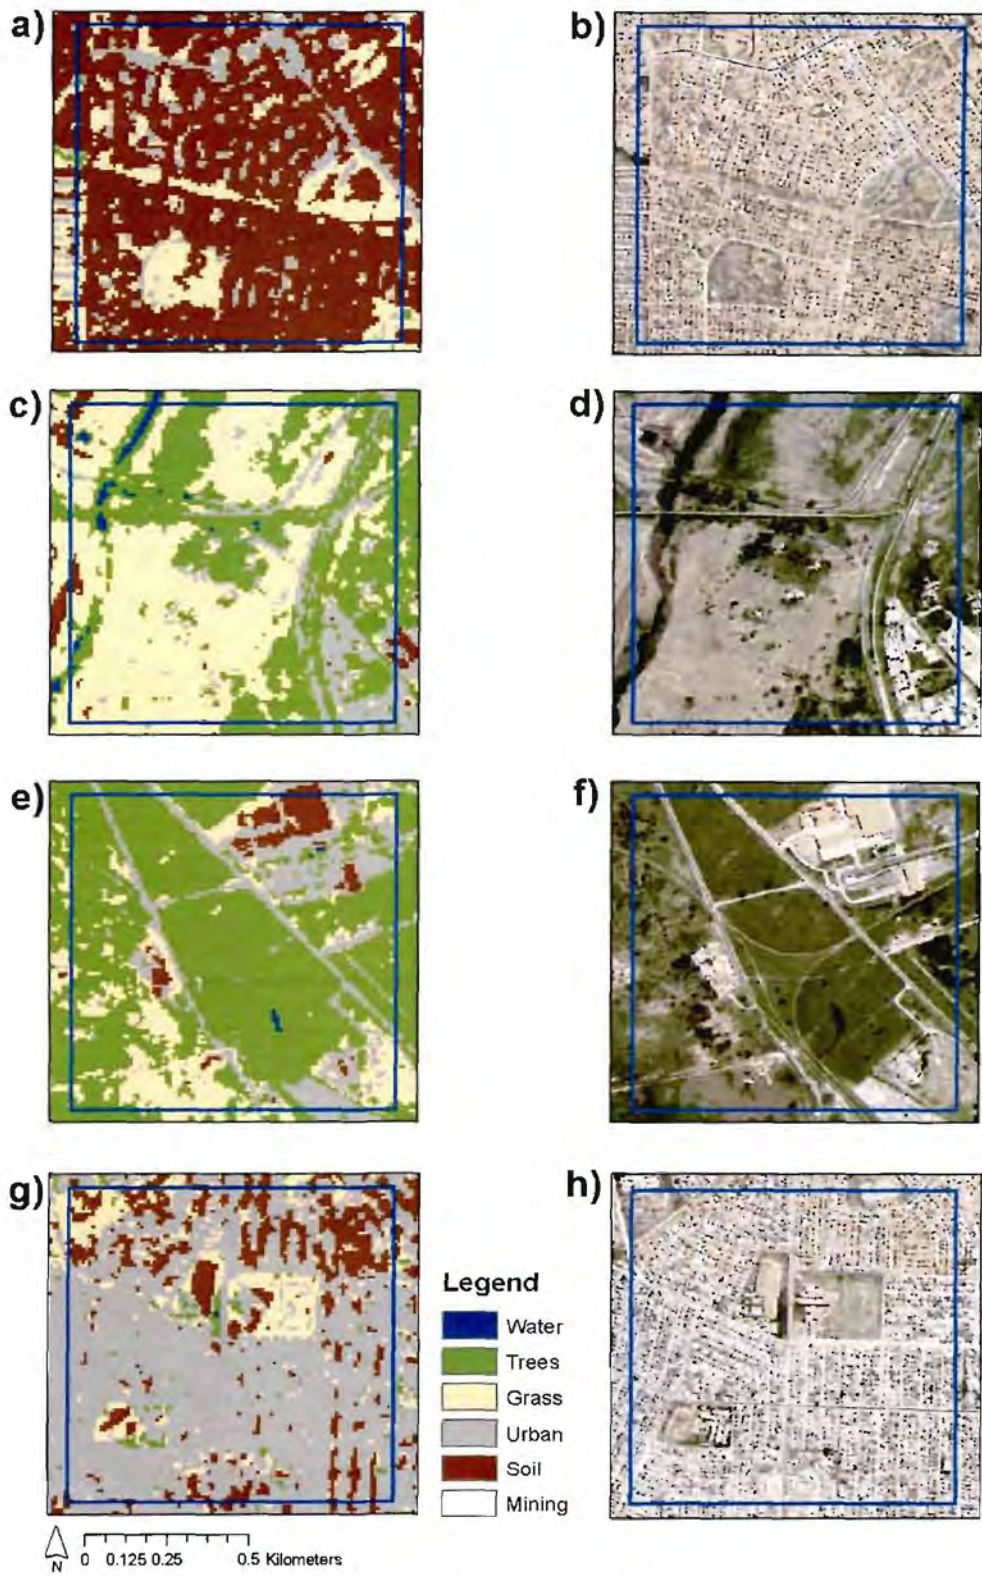 a)
b)
c)
d)
e)
f)
g)
h)
Legend
Water
Trees
Grass
Urban
Soil
Mining
N
0 0.125 0.25 0.5 Kilometers